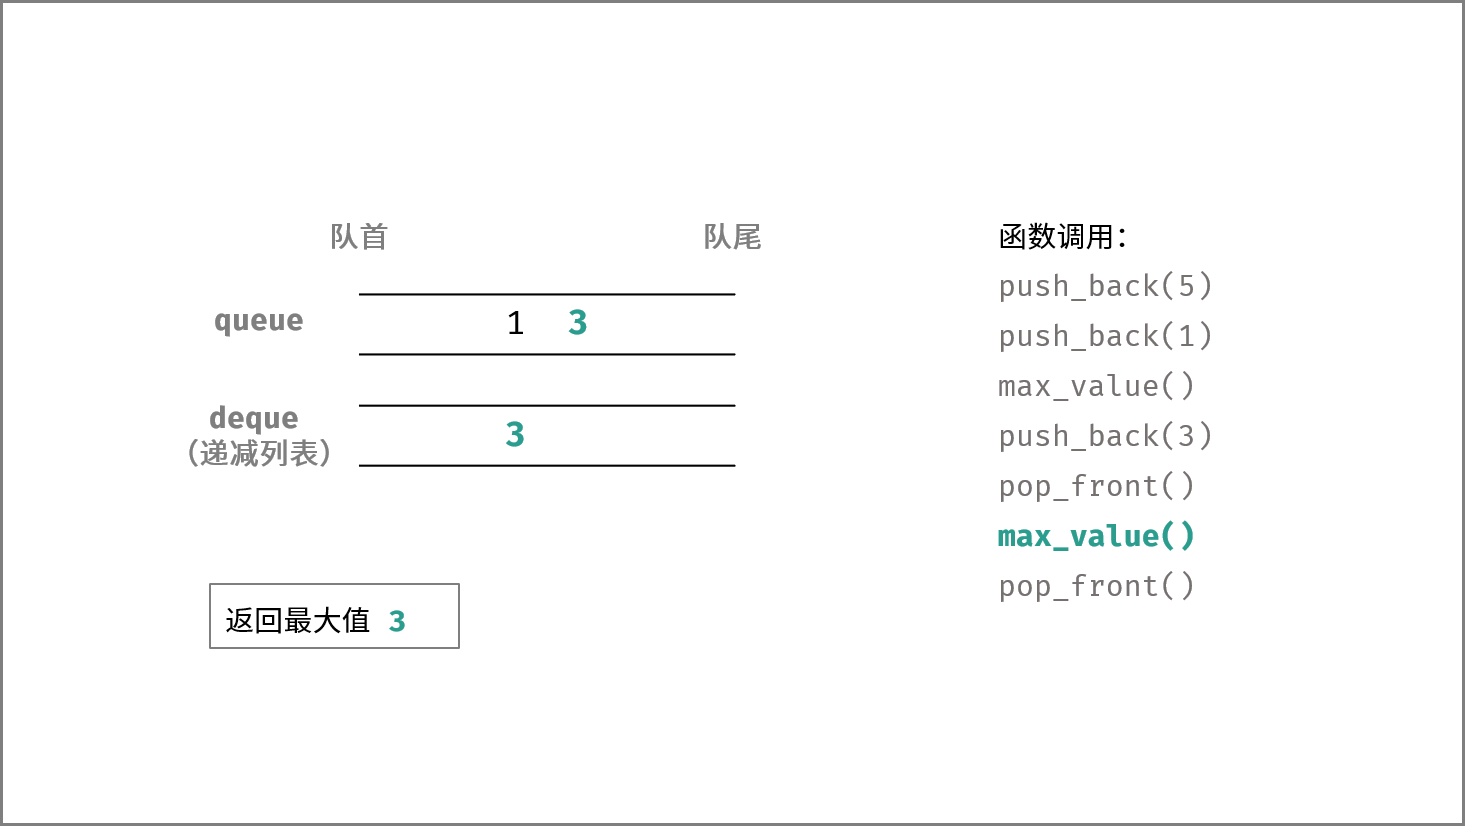 队首 队尾
queue 1 3
deque 3
（递减列表）
返回最大值 3
函数调用：
push_back(5)
push_back(1)
max_value()
push_back(3)
pop_front()
max_value()
pop_front()